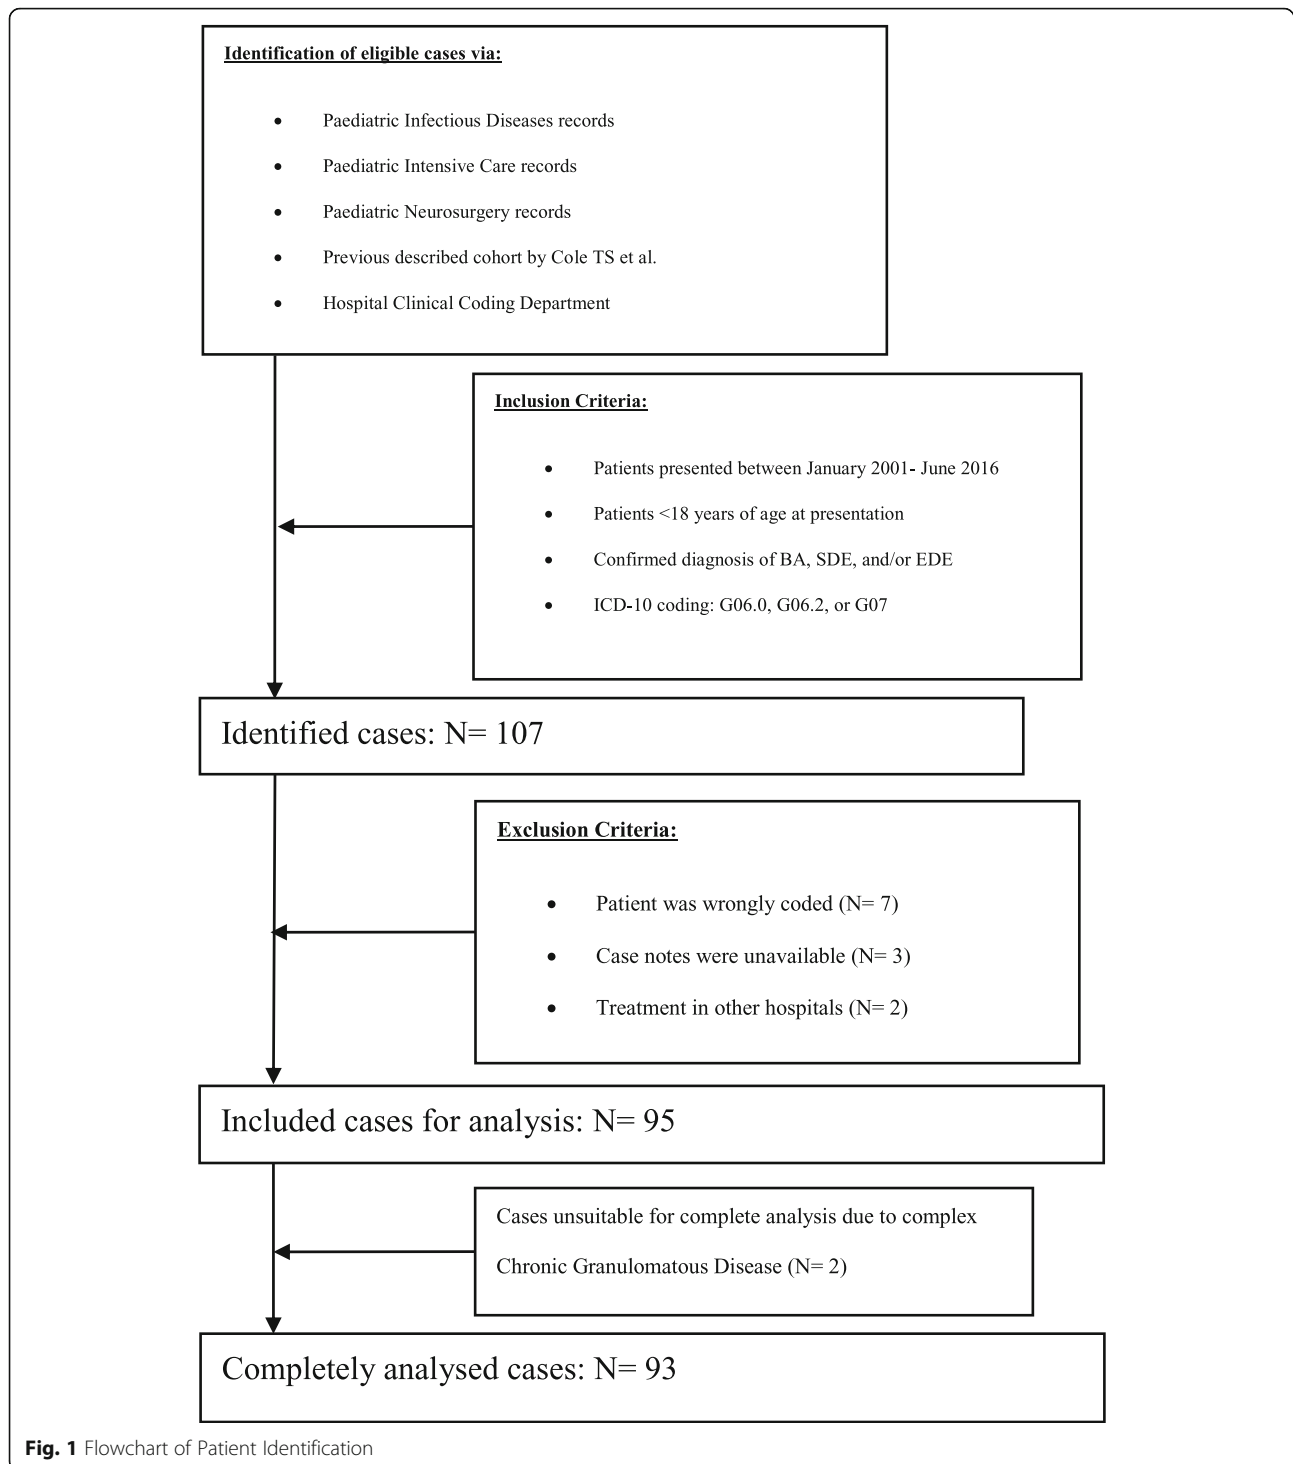 Identification of eligible cases via:
• Paediatric Infectious Diseases records
• Paediatric Intensive Care records
• Paediatric Neurosurgery records
• Previous described cohort by Cole TS et al.
• Hospital Clinical Coding Department
Inclusion Criteria:
• Patients presented between January 2001- June 2016
• Patients <18 years of age at presentation
• Confirmed diagnosis of BA, SDE, and/or EDE
• ICD-10 coding: G06.0, G06.2, or G07
Identified cases: N= 107
Exclusion Criteria:
• Patient was wrongly coded (N= 7)
• Case notes were unavailable (N= 3)
• Treatment in other hospitals (N= 2)
Included cases for analysis: N= 95
Cases unsuitable for complete analysis due to complex
Chronic Granulomatous Disease (N= 2)
Completely analysed cases: N= 93
Fig. 1 Flowchart of Patient Identification